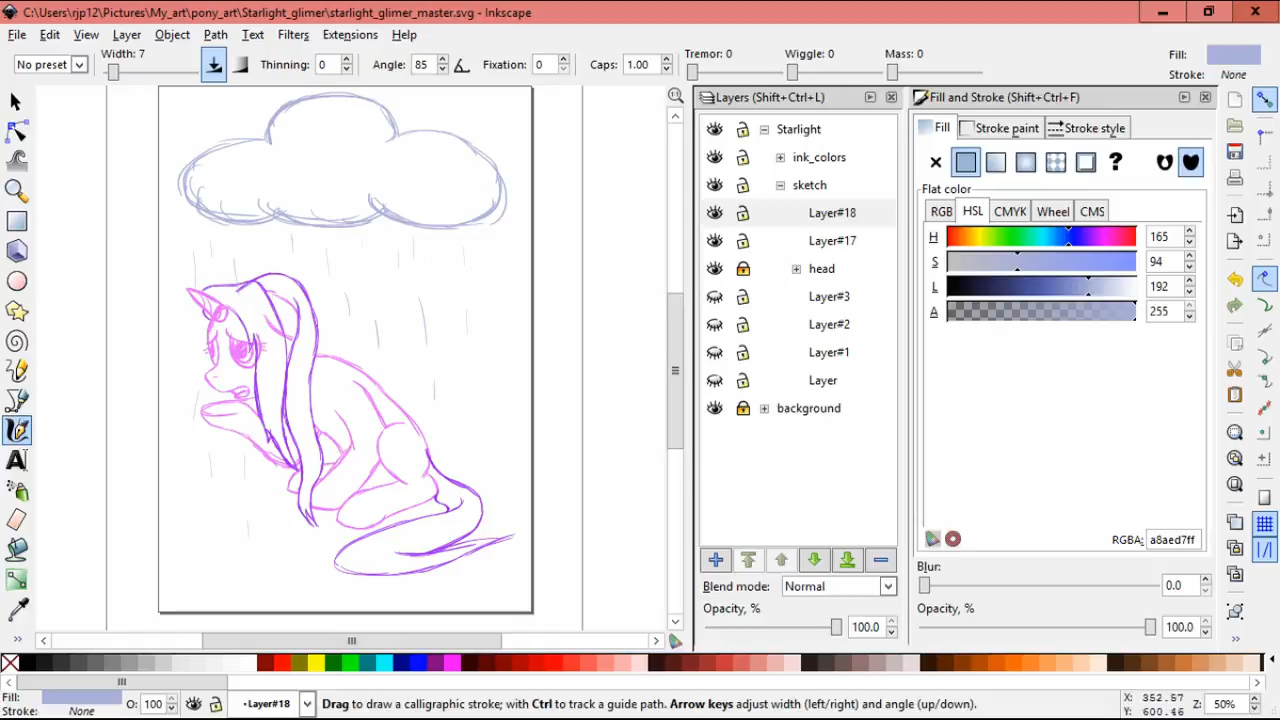 C:\Users\rjp12\Pictures\My_art\pony_art\Starlight_glimer\starlight_glimer_master.svg - Inkscape
File Edit View Layer Object Path Text Filters Extensions Help
No preset Width: 7 Thinning: 0 Angle: 85 Fixation: 0 Caps: 1.00 Tremor: 0 Wiggle: 0 Mass: 0 Fill:
Stroke: None
Layers (Shift+Ctrl+L)
Starlight
ink_colors
sketch
Layer#18
Layer#17
head
Layer#3
Layer#2
Layer#1
Layer
background
Blend mode: Normal
Opacity, % 100.0
Fill and Stroke (Shift+Ctrl+F)
Fill Stroke paint Stroke style
Flat color
RGB HSL CMYK Wheel CMS
H 165
S 94
L 192
A 255
RGBA: a8aed7ff
Blur:
0.0
Opacity, %
100.0
Fill:
Stroke: None
O: 100
•Layer#18
Drag to draw a calligraphic stroke; with Ctrl to track a guide path. Arrow keys adjust width (left/right) and angle (up/down).
X: 352.57
Y: 600.46
Z: 50%